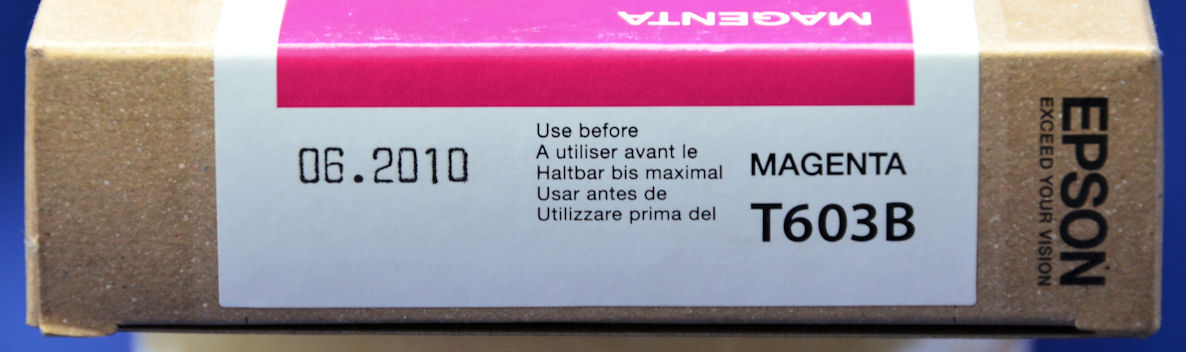 MAGENTA
06.2010
Use before
A utiliser avant le
Haltbar bis maximal
Usar antes de
Utilizzare prima del
MAGENTA
T603B
EPSON
EXCEED YOUR VISION